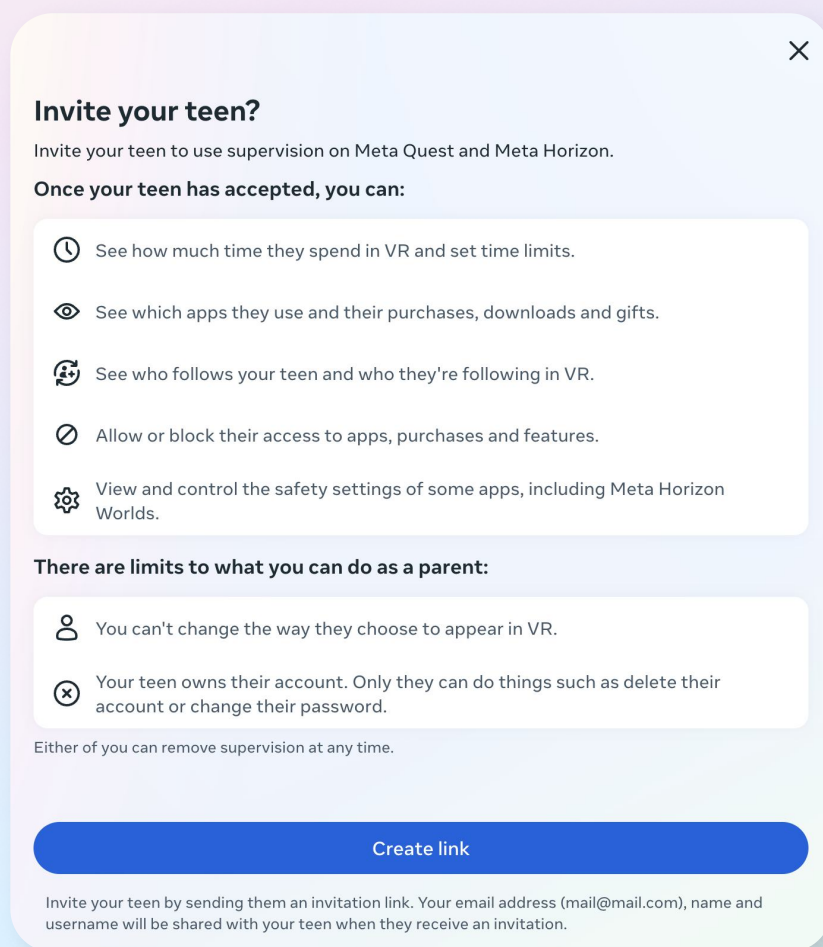 Invite your teen?
Invite your teen to use supervision on Meta Quest and Meta Horizon.
Once your teen has accepted, you can:
See how much time they spend in VR and set time limits.
See which apps they use and their purchases, downloads and gifts.
See who follows your teen and who they're following in VR.
Allow or block their access to apps, purchases and features.
View and control the safety settings of some apps, including Meta Horizon
Worlds.
There are limits to what you can do as a parent:
You can't change the way they choose to appear in VR.
Your teen owns their account. Only they can do things such as delete their
account or change their password.
Either of you can remove supervision at any time.
Create link
Invite your teen by sending them an invitation link. Your email address (mail@mail.com), name and
username will be shared with your teen when they receive an invitation.